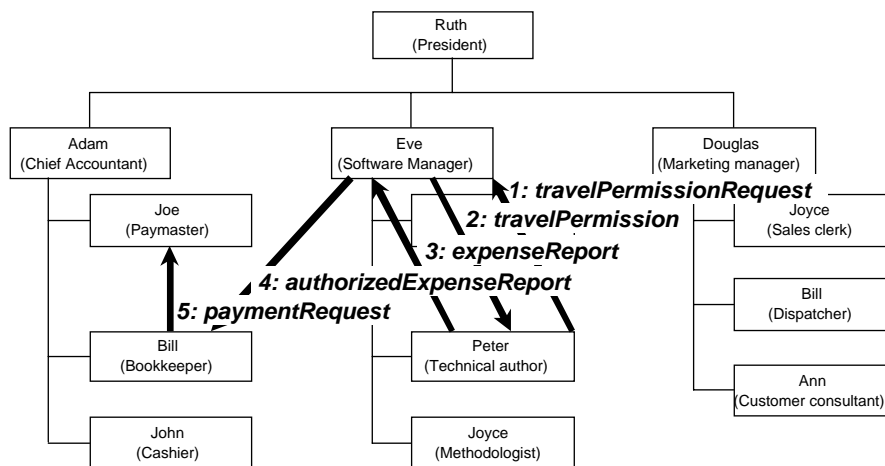 Ruth
(President)
Adam
(Chief Accountant)
Eve
(Software Manager)
Douglas
(Marketing manager)
1: travelPermissionRequest
2: travelPermission
3: expenseReport
4: authorizedExpenseReport
5: paymentRequest
Joe
(Paymaster)
Joyce
(Sales clerk)
Bill
(Dispatcher)
Bill
(Bookkeeper)
Peter
(Technical author)
Ann
(Customer consultant)
John
(Cashier)
Joyce
(Methodologist)